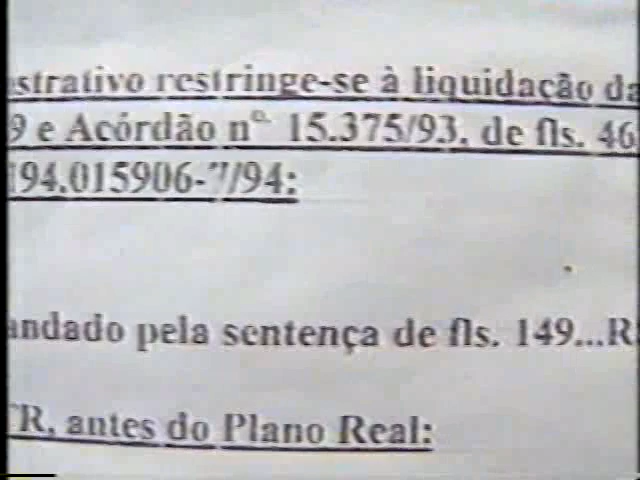 strativo restringe-se à liquidação da
9 e Acórdão nº 15.375/93. de fls. 46
94.015906-7/94:
andado pela sentença de fls. 149...R
TR, antes do Plano Real: